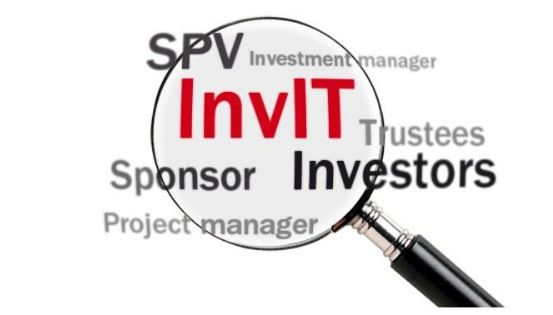 SPV Investment manager
InvIT
Trustees
Sponsor Investors
Project manager